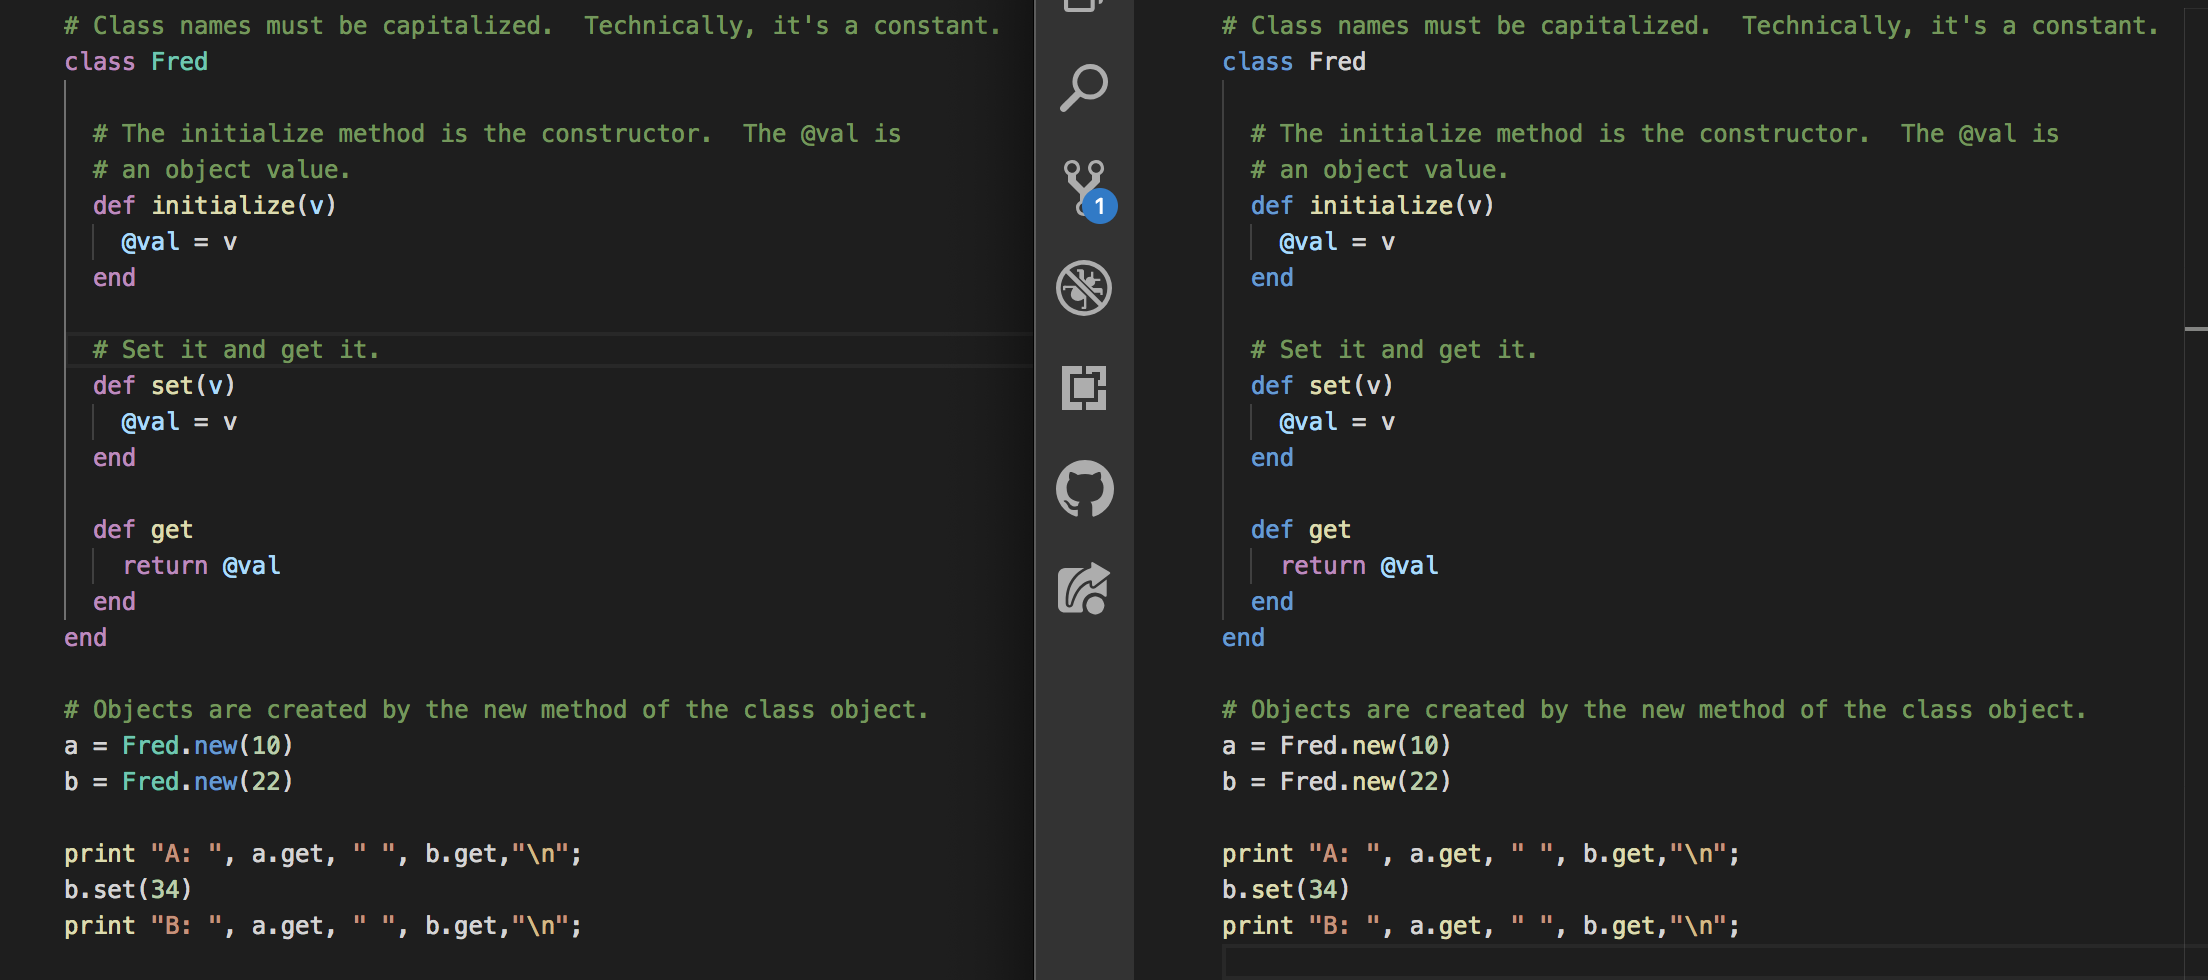 # Class names must be capitalized.  Technically, it's a constant.
class Fred
  # The initialize method is the constructor.  The @val is
  # an object value.
  def initialize(v)
    @val = v
  end
  # Set it and get it.
  def set(v)
    @val = v
  end
  def get
    return @val
  end
end
# Objects are created by the new method of the class object.
a = Fred.new(10)
b = Fred.new(22)
print "A: ", a.get, " ", b.get,"\n";
b.set(34)
print "B: ", a.get, " ", b.get,"\n";
1
# Class names must be capitalized.  Technically, it's a constant.
class Fred
  # The initialize method is the constructor.  The @val is
  # an object value.
  def initialize(v)
    @val = v
  end
  # Set it and get it.
  def set(v)
    @val = v
  end
  def get
    return @val
  end
end
# Objects are created by the new method of the class object.
a = Fred.new(10)
b = Fred.new(22)
print "A: ", a.get, " ", b.get,"\n";
b.set(34)
print "B: ", a.get, " ", b.get,"\n";